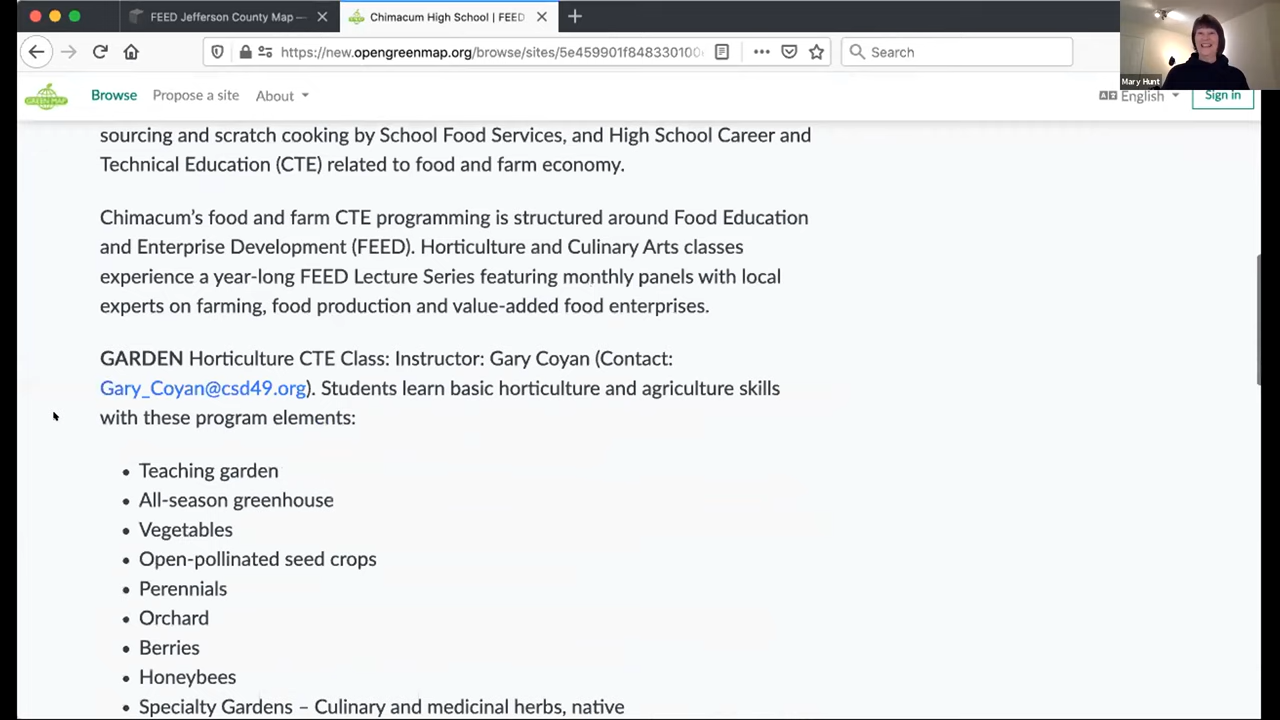 FEED Jefferson County Map —
Chimacum High School | FEED
https://new.opengreenmap.org/browse/sites/5e459901f848330100
Search
Mary Hunt
GREEN MAP
Browse
Propose a site
About
English
Sign in
sourcing and scratch cooking by School Food Services, and High School Career and
Technical Education (CTE) related to food and farm economy.
Chimacum's food and farm CTE programming is structured around Food Education
and Enterprise Development (FEED). Horticulture and Culinary Arts classes
experience a year-long FEED Lecture Series featuring monthly panels with local
experts on farming, food production and value-added food enterprises.
GARDEN Horticulture CTE Class: Instructor: Gary Coyan (Contact:
Gary_Coyan@csd49.org). Students learn basic horticulture and agriculture skills
with these program elements:
• Teaching garden
• All-season greenhouse
• Vegetables
• Open-pollinated seed crops
• Perennials
• Orchard
• Berries
• Honeybees
• Specialty Gardens – Culinary and medicinal herbs, native